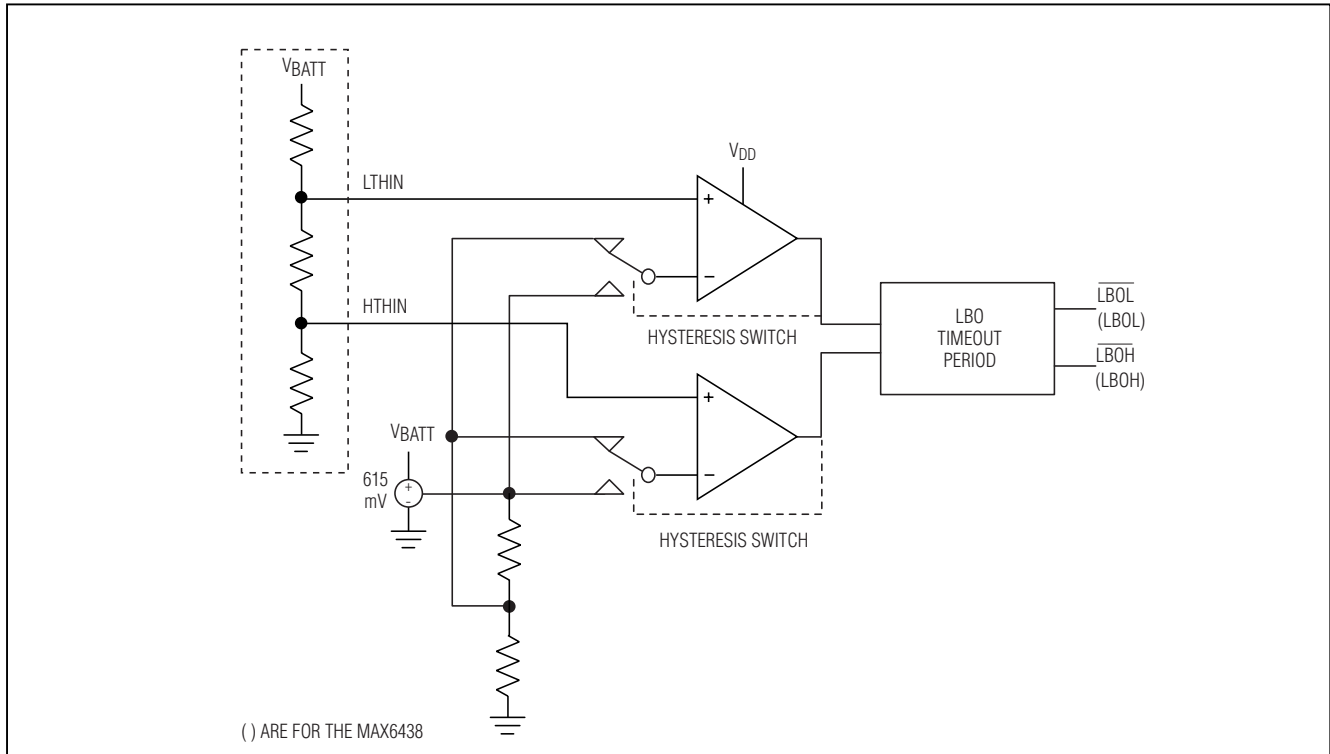 VBATT
VDD
LTHIN
+
−
HYSTERESIS SWITCH
HTHIN
LBO
TIMEOUT
PERIOD
LBOL
(LBOL)
LBOH
(LBOH)
+
−
HYSTERESIS SWITCH
VBATT
615
mV
+
-
( ) ARE FOR THE MAX6438